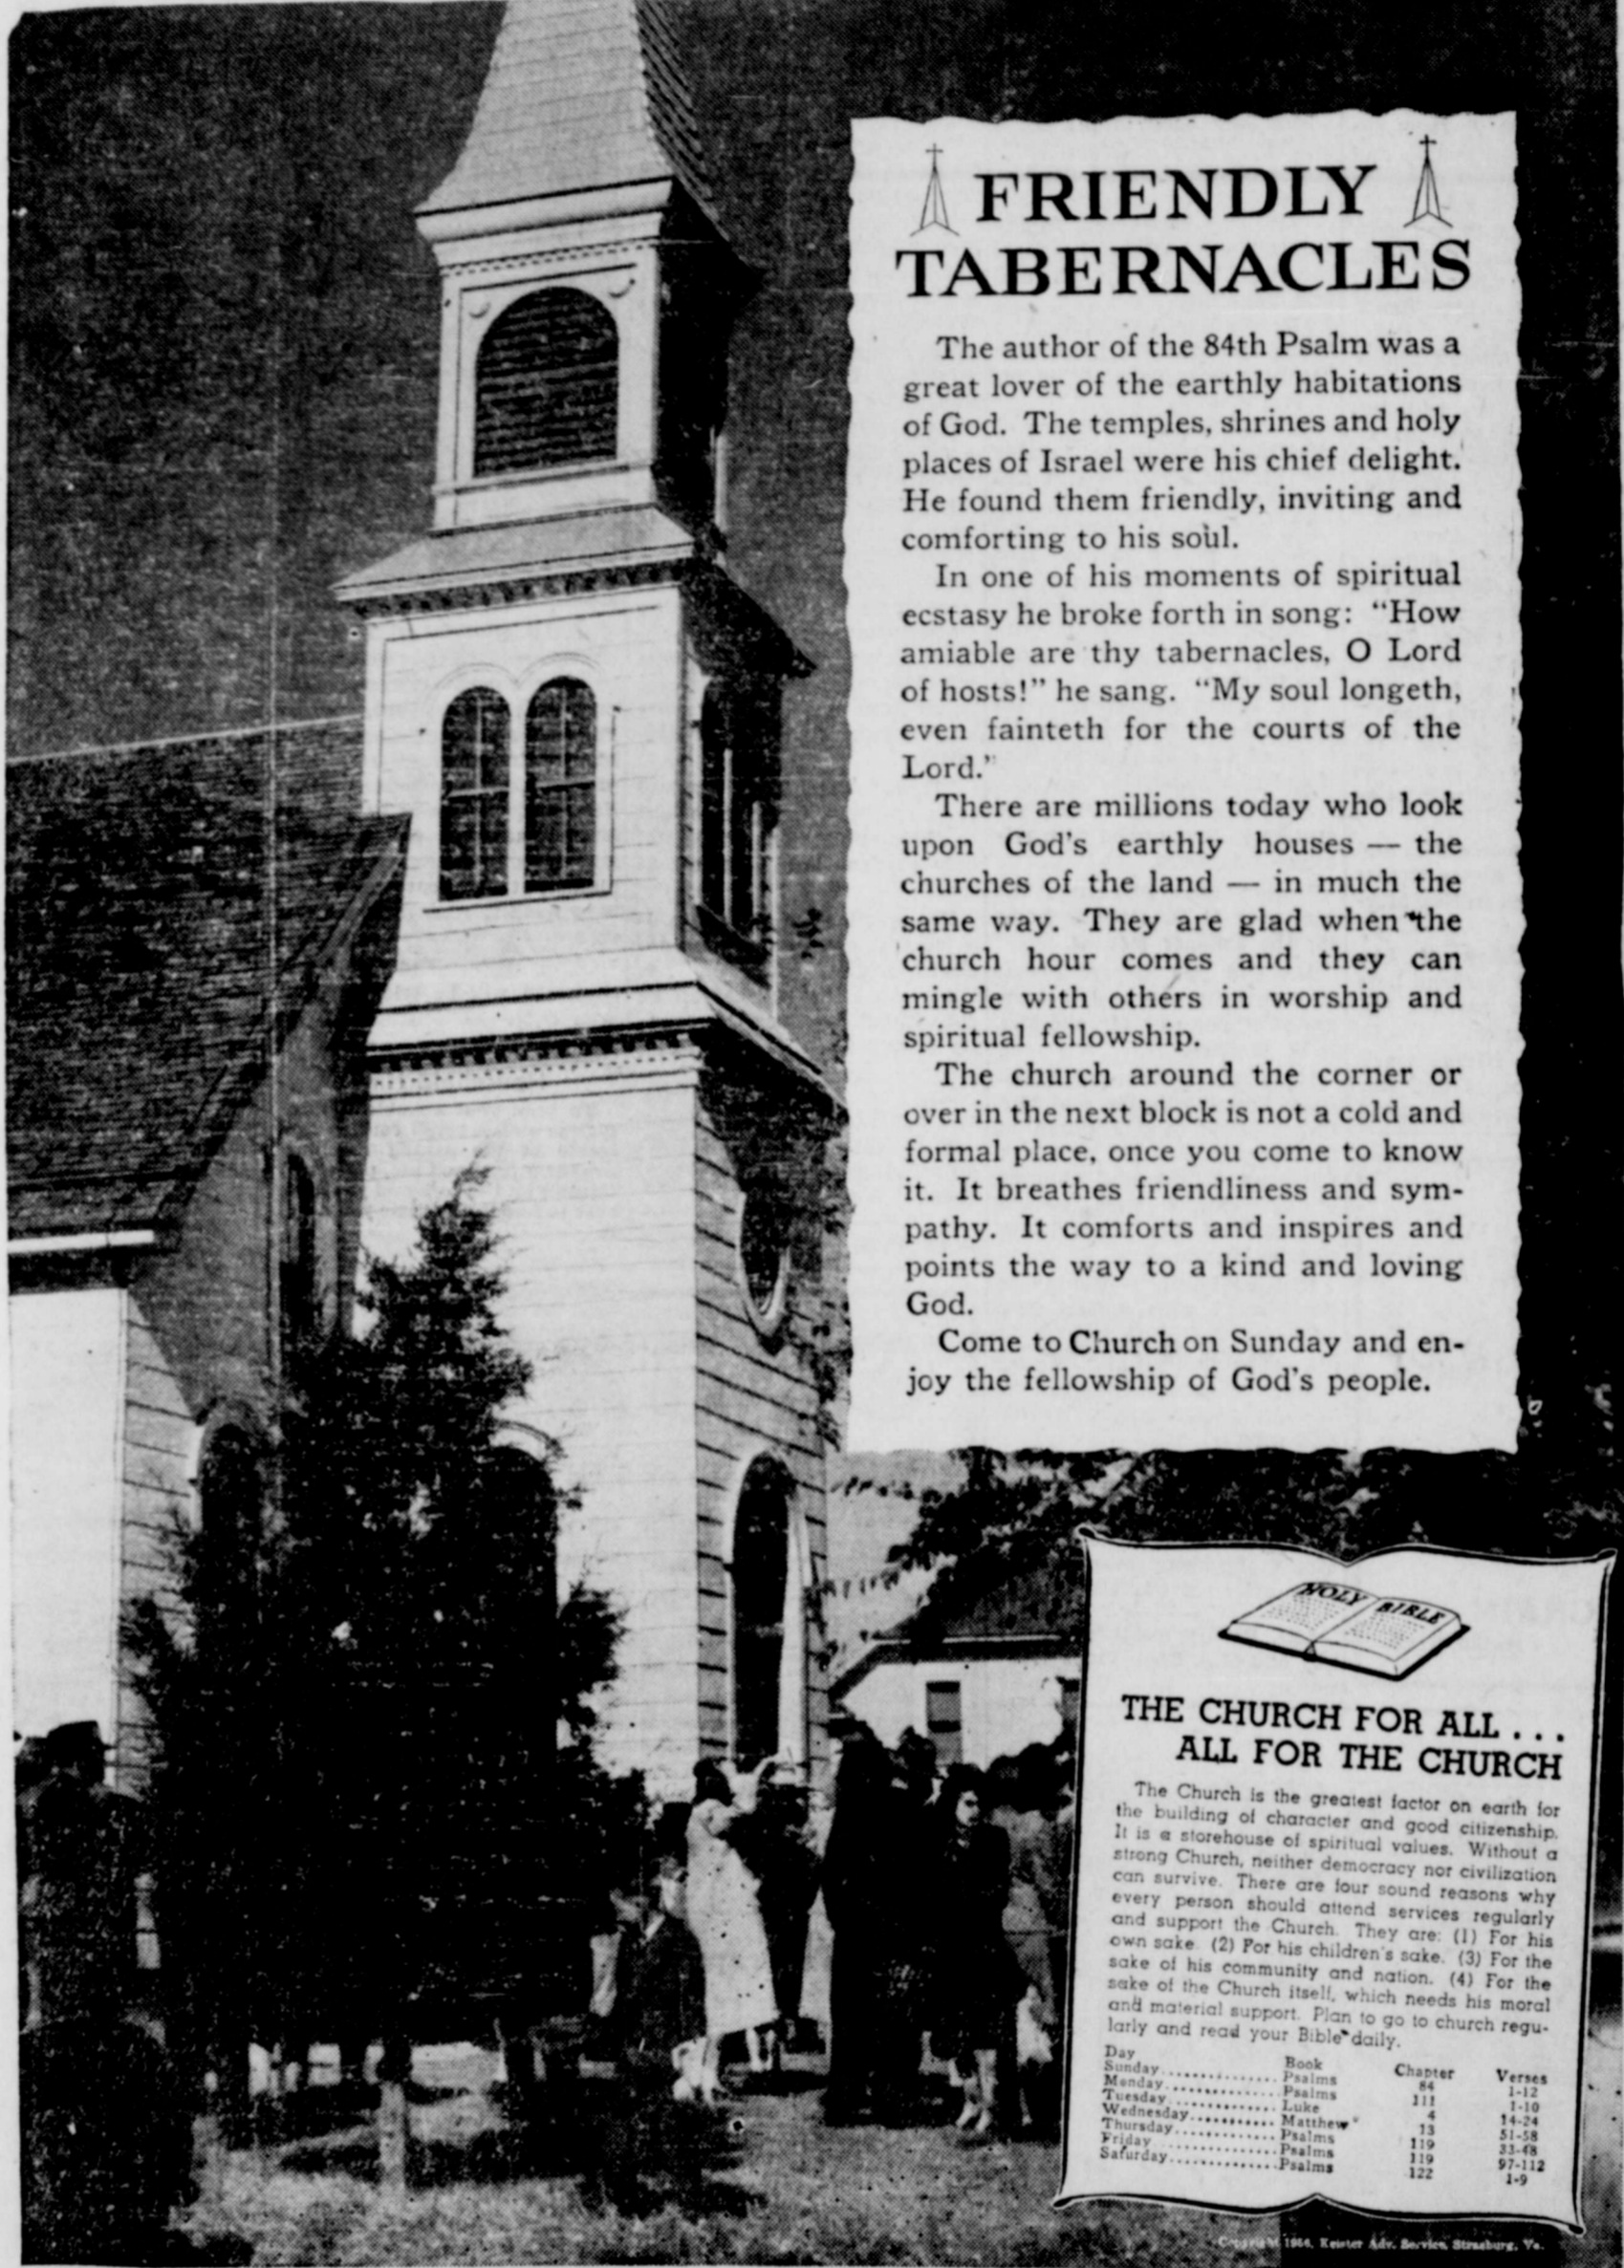 FRIENDLY
TABERNACLES
The author of the 84th Psalm was a
great lover of the earthly habitations
of God. The temples, shrines and holy
places of Israel were his chief delight.
He found them friendly, inviting and
comforting to his soul.
In one of his moments of spiritual
ecstasy he broke forth in song: "How
amiable are thy tabernacles, O Lord
of hosts!" he sang. "My soul longeth,
even fainteth for the courts of the
Lord."
There are millions today who look
upon God's earthly houses — the
churches of the land — in much the
same way. They are glad when the
church hour comes and they can
mingle with others in worship and
spiritual fellowship.
The church around the corner or
over in the next block is not a cold and
formal place, once you come to know
it. It breathes friendliness and sym-
pathy. It comforts and inspires and
points the way to a kind and loving
God.
Come to Church on Sunday and en-
joy the fellowship of God's people.
HOLY BIBLE
THE CHURCH FOR ALL . . .
ALL FOR THE CHURCH
The Church is the greatest factor on earth for
the building of character and good citizenship.
It is a storehouse of spiritual values. Without a
strong Church, neither democracy nor civilization
can survive. There are four sound reasons why
every person should attend services regularly
and support the Church. They are: (1) For his
own sake. (2) For his children's sake. (3) For the
sake of his community and nation. (4) For the
sake of the Church itself, which needs his moral
and material support. Plan to go to church regu-
larly and read your Bible daily.
Day Book Chapter Verses
Sunday.............. Psalms 84 1-12
Monday.............. Psalms 111 1-10
Tuesday............. Luke 4 14-24
Wednesday........... Matthew 13 51-58
Thursday............ Psalms 119 33-48
Friday.............. Psalms 119 97-112
Saturday............ Psalms 122 1-9
Copyright Keister Adv. Service, Strasburg, Va.